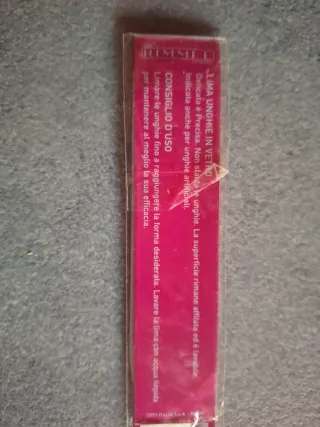 LIMA UNGHIE IN VETRO
Delicata e Precisa. Non sfalda le unghie. La superficie rimane affilata ed è lavabile.
Indicata anche per unghie artificiali.
CONSIGLIO D'USO
Limare le unghie fino a raggiungere la forma desiderata. Lavare la lima con acqua tiepida
per mantenere al meglio la sua efficacia.